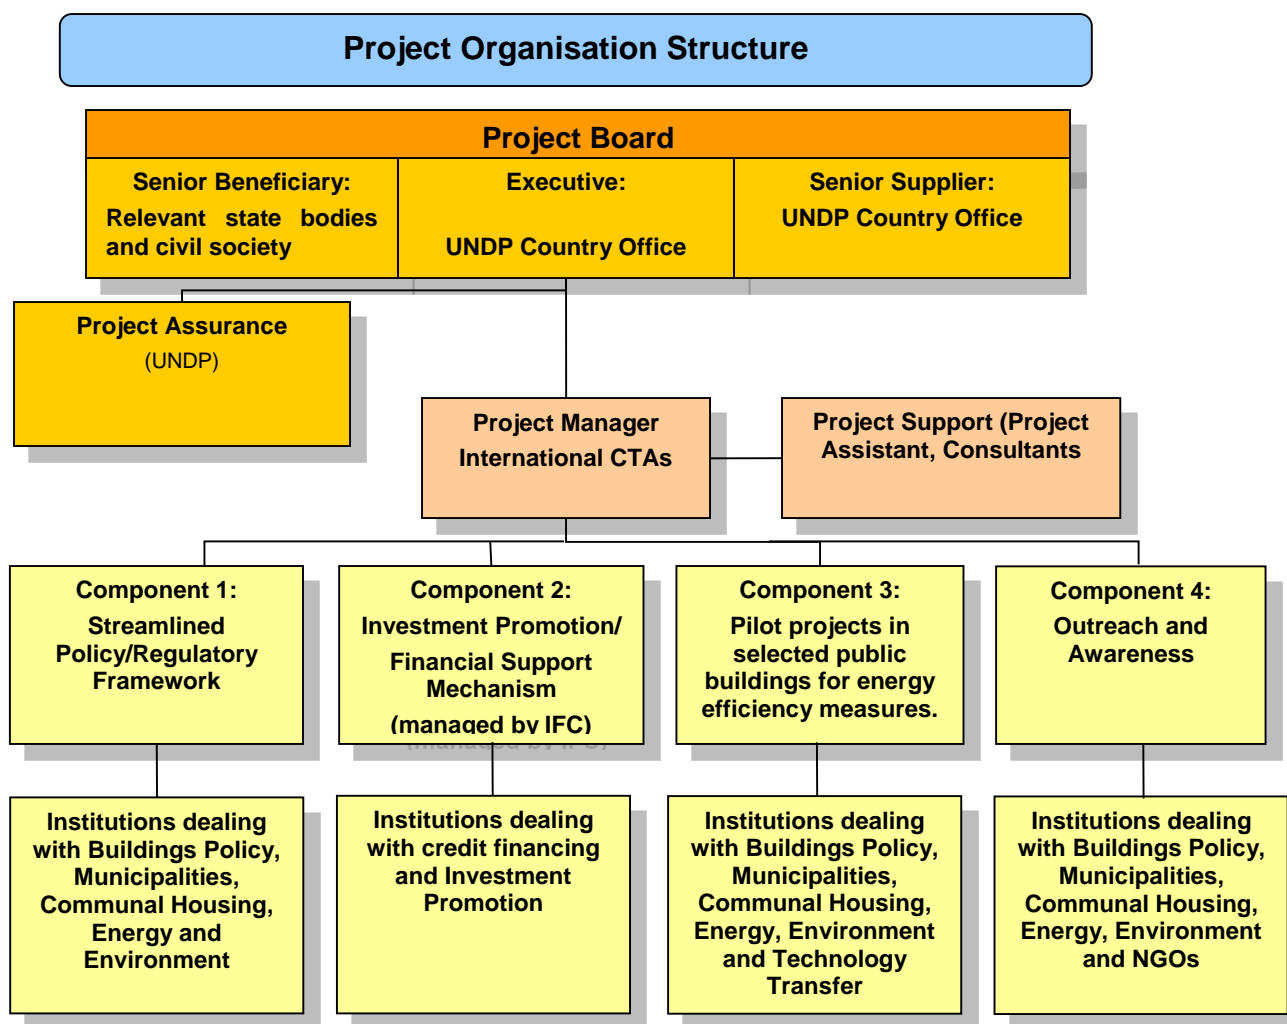 Project Organisation Structure
Project Board
Senior Beneficiary:
Relevant state bodies
and civil society
Executive:
UNDP Country Office
Senior Supplier:
UNDP Country Office
Project Assurance
(UNDP)
Project Manager
International CTAs
Project Support (Project
Assistant, Consultants
Component 1:
Streamlined
Policy/Regulatory
Framework
Component 2:
Investment Promotion/
Financial Support
Mechanism
(managed by IFC)
Component 3:
Pilot projects in
selected public
buildings for energy
efficiency measures.
Component 4:
Outreach and
Awareness
Institutions dealing
with Buildings Policy,
Municipalities,
Communal Housing,
Energy and
Environment
Institutions dealing
with credit financing
and Investment
Promotion
Institutions dealing
with Buildings Policy,
Municipalities,
Communal Housing,
Energy, Environment
and Technology
Transfer
Institutions dealing
with Buildings Policy,
Municipalities,
Communal Housing,
Energy, Environment
and NGOs